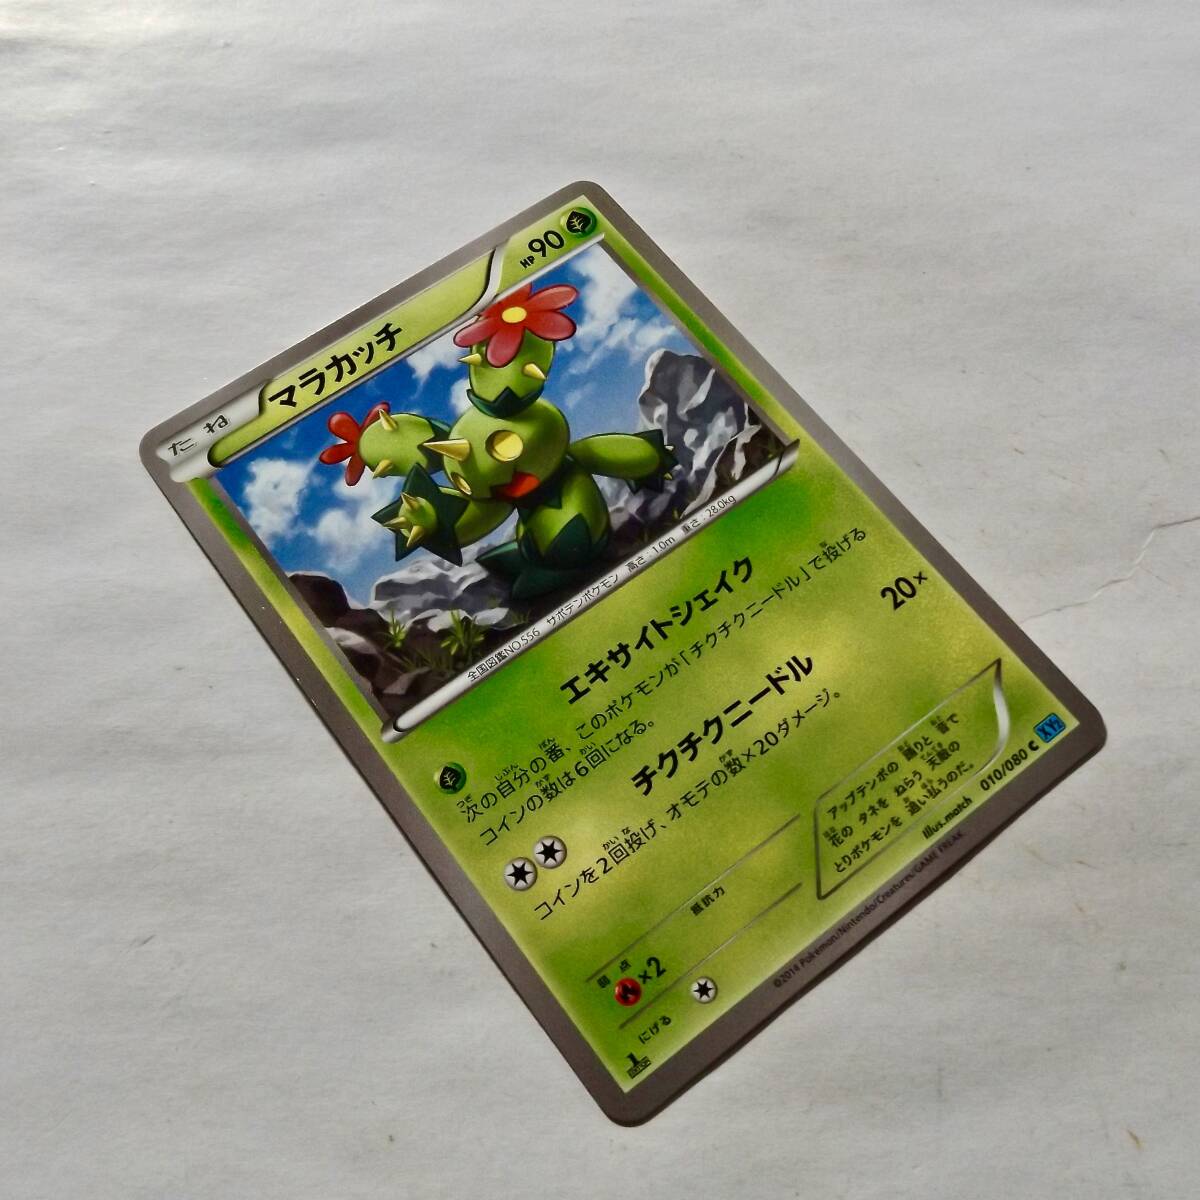 たね
マラカッチ
HP90
全国図鑑NO.556 サボテンポケモン 高さ:1.0m 重さ:28.0kg
エキサイトシェイク
次の自分の番、このポケモンが「チクチクニードル」で投げる
コインの数は6回になる。
チクチクニードル 20×
コインを2回投げ、オモテの数×20ダメージ。
弱点
×2
抵抗力
にげる
アップテンポの 踊りと 音で
花の タネを ねらう 天敵の
とりポケモンを 追い払うのだ。
Illus.match 010/080 C XY2
1 EDITION
©2014 Pokémon/Nintendo/Creatures/GAME FREAK